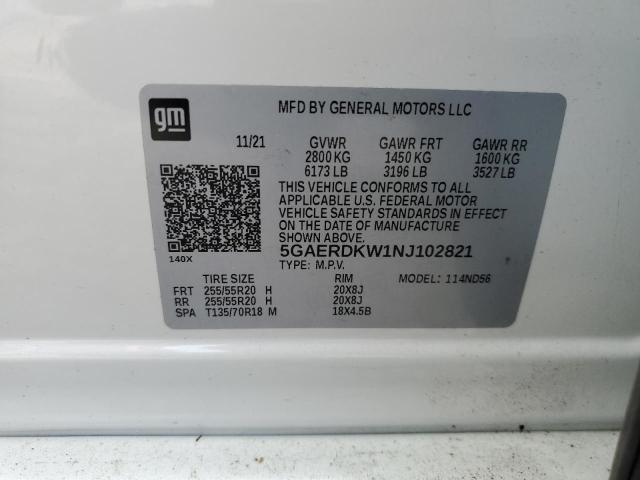 gm
MFD BY GENERAL MOTORS LLC
11/21 GVWR GAWR FRT GAWR RR
2800 KG 1450 KG 1600 KG
6173 LB 3196 LB 3527 LB
THIS VEHICLE CONFORMS TO ALL
APPLICABLE U.S. FEDERAL MOTOR
VEHICLE SAFETY STANDARDS IN EFFECT
ON THE DATE OF MANUFACTURE
SHOWN ABOVE.
140X
5GAERDKW1NJ102821
TYPE: M.P.V. MODEL: 114ND56
TIRE SIZE RIM
FRT 255/55R20 H 20X8J
RR 255/55R20 H 20X8J
SPA T135/70R18 M 18X4.5B